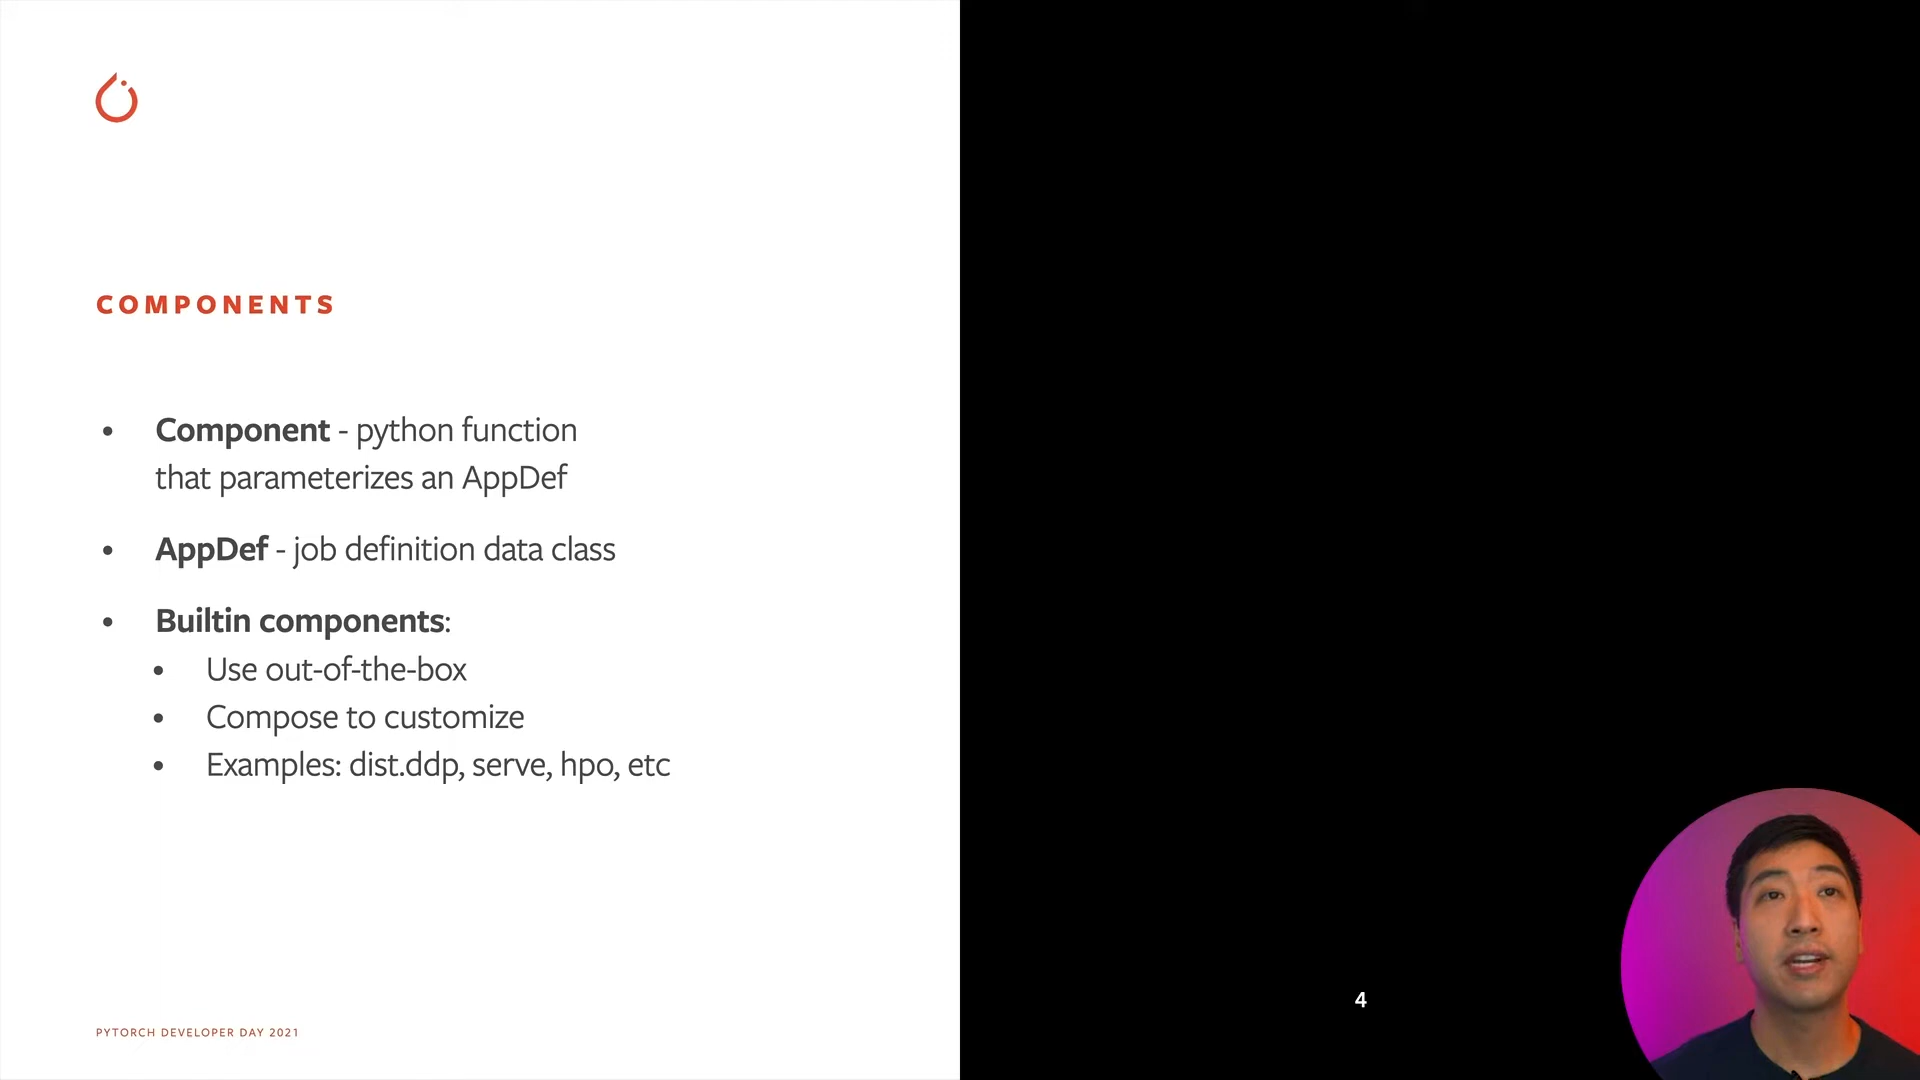 COMPONENTS
• Component - python function
that parameterizes an AppDef
• AppDef - job definition data class
• Builtin components:
• Use out-of-the-box
• Compose to customize
• Examples: dist.ddp, serve, hpo, etc
4
PYTORCH DEVELOPER DAY 2021